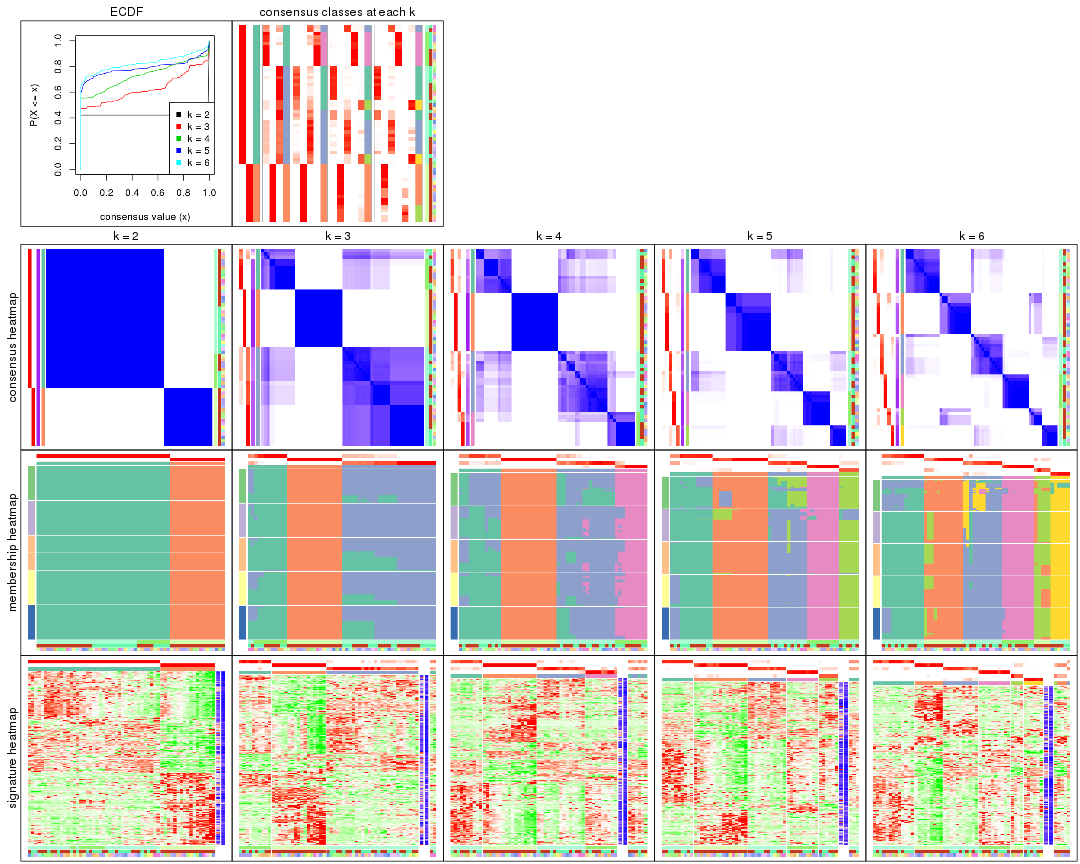 ECDF
consensus classes at each k
P(X <= x)
0.0 0.2 0.4 0.6 0.8 1.0
k = 2
k = 3
k = 4
k = 5
k = 6
0.0 0.2 0.4 0.6 0.8 1.0
consensus value (x)
k = 2
k = 3
k = 4
k = 5
k = 6
consensus heatmap
membership heatmap
signature heatmap